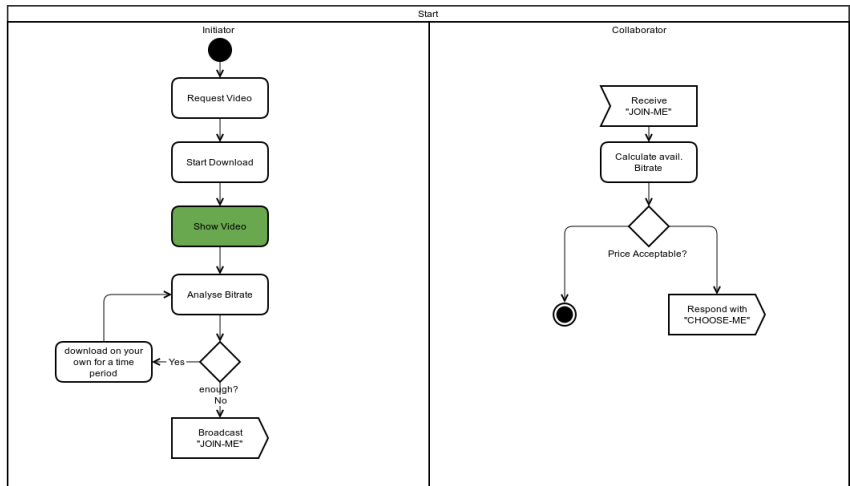 Start
Initiator
Request Video
Start Download
Show Video
Analyse Bitrate
download on your
own for a time
period
Yes
enough?
No
Broadcast
"JOIN-ME"
Collaborator
Receive
"JOIN-ME"
Calculate avail.
Bitrate
Price Acceptable?
Respond with
"CHOOSE-ME"